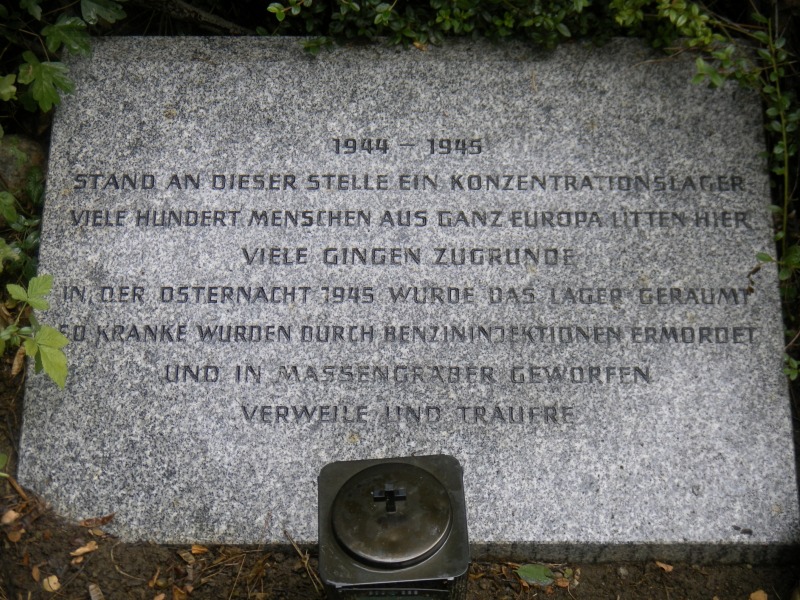 1944 – 1945
STAND AN DIESER STELLE EIN KONZENTRATIONSLAGER
VIELE HUNDERT MENSCHEN AUS GANZ EUROPA LITTEN HIER
VIELE GINGEN ZUGRUNDE
IN DER OSTERNACHT 1945 WURDE DAS LAGER GERÄUMT
60 KRANKE WURDEN DURCH BENZININJEKTIONEN ERMORDET
UND IN MASSENGRÄBER GEWORFEN
VERWEILE UND TRAUERE